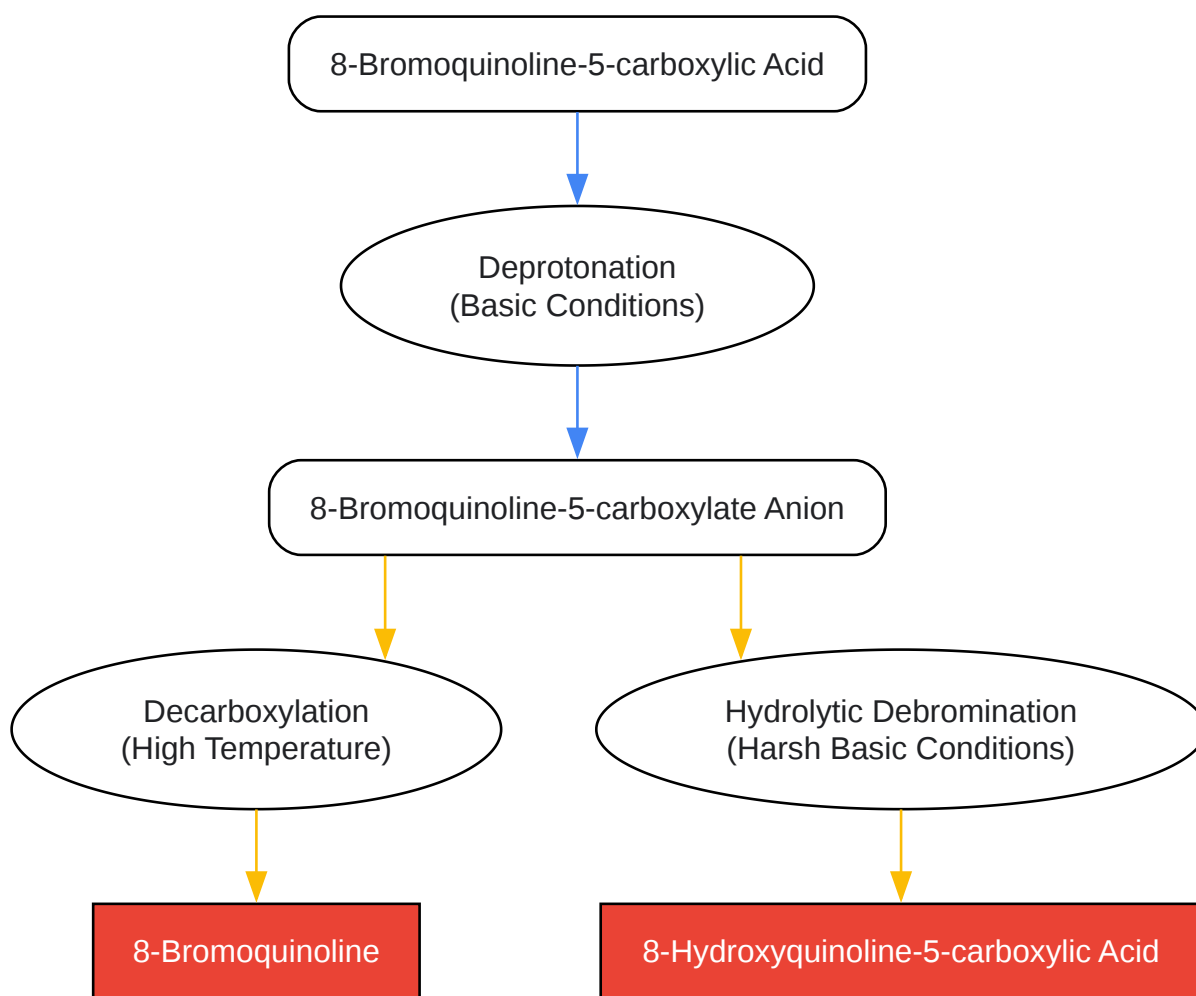 8-Bromoquinoline-5-carboxylic Acid
Deprotonation
(Basic Conditions)
8-Bromoquinoline-5-carboxylate Anion
Decarboxylation
(High Temperature)
Hydrolytic Debromination
(Harsh Basic Conditions)
8-Bromoquinoline
8-Hydroxyquinoline-5-carboxylic Acid